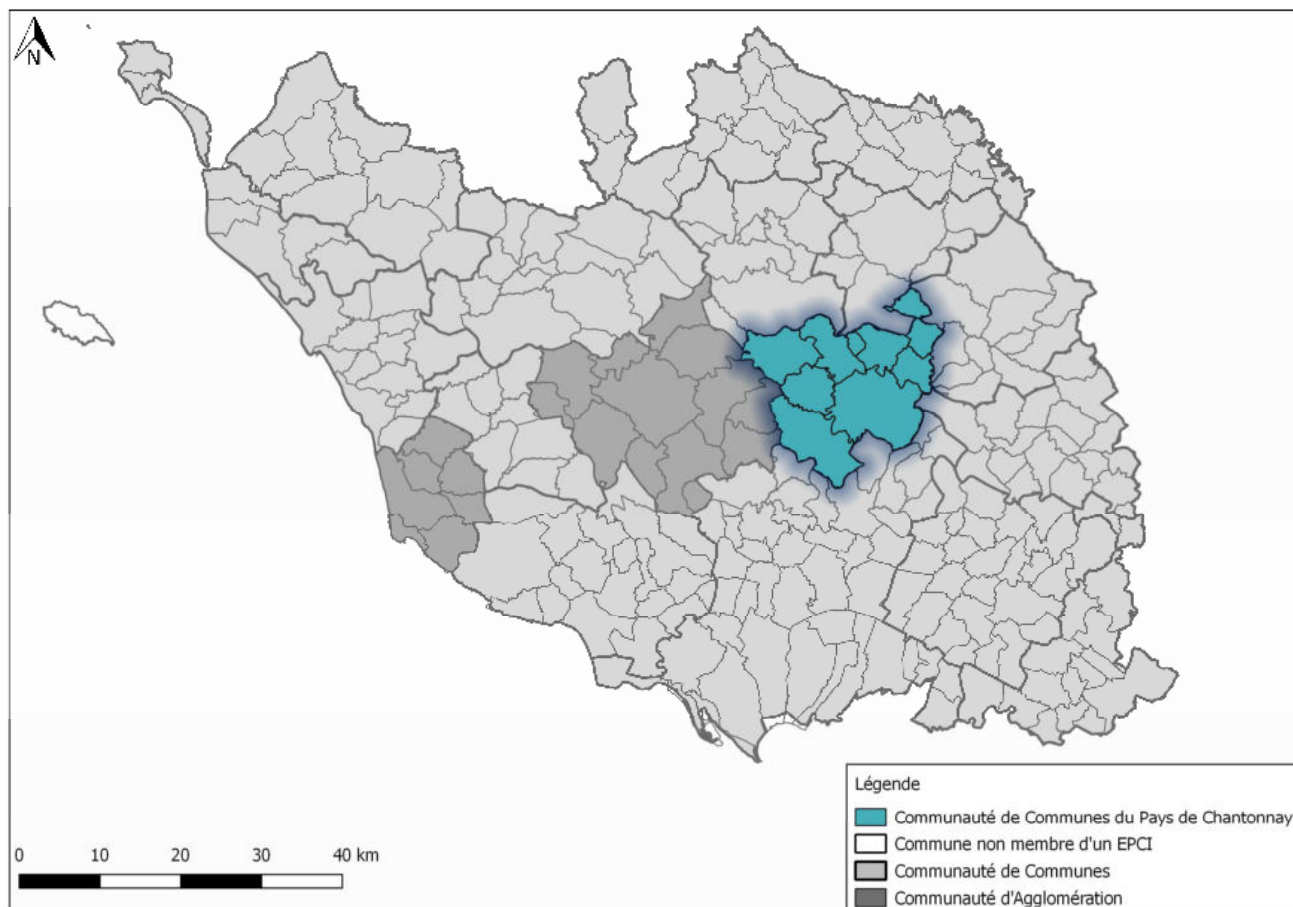 N
Légende
Communauté de Communes du Pays de Chantonnay
Commune non membre d'un EPCI
Communauté de Communes
Communauté d'Agglomération
0 10 20 30 40 km